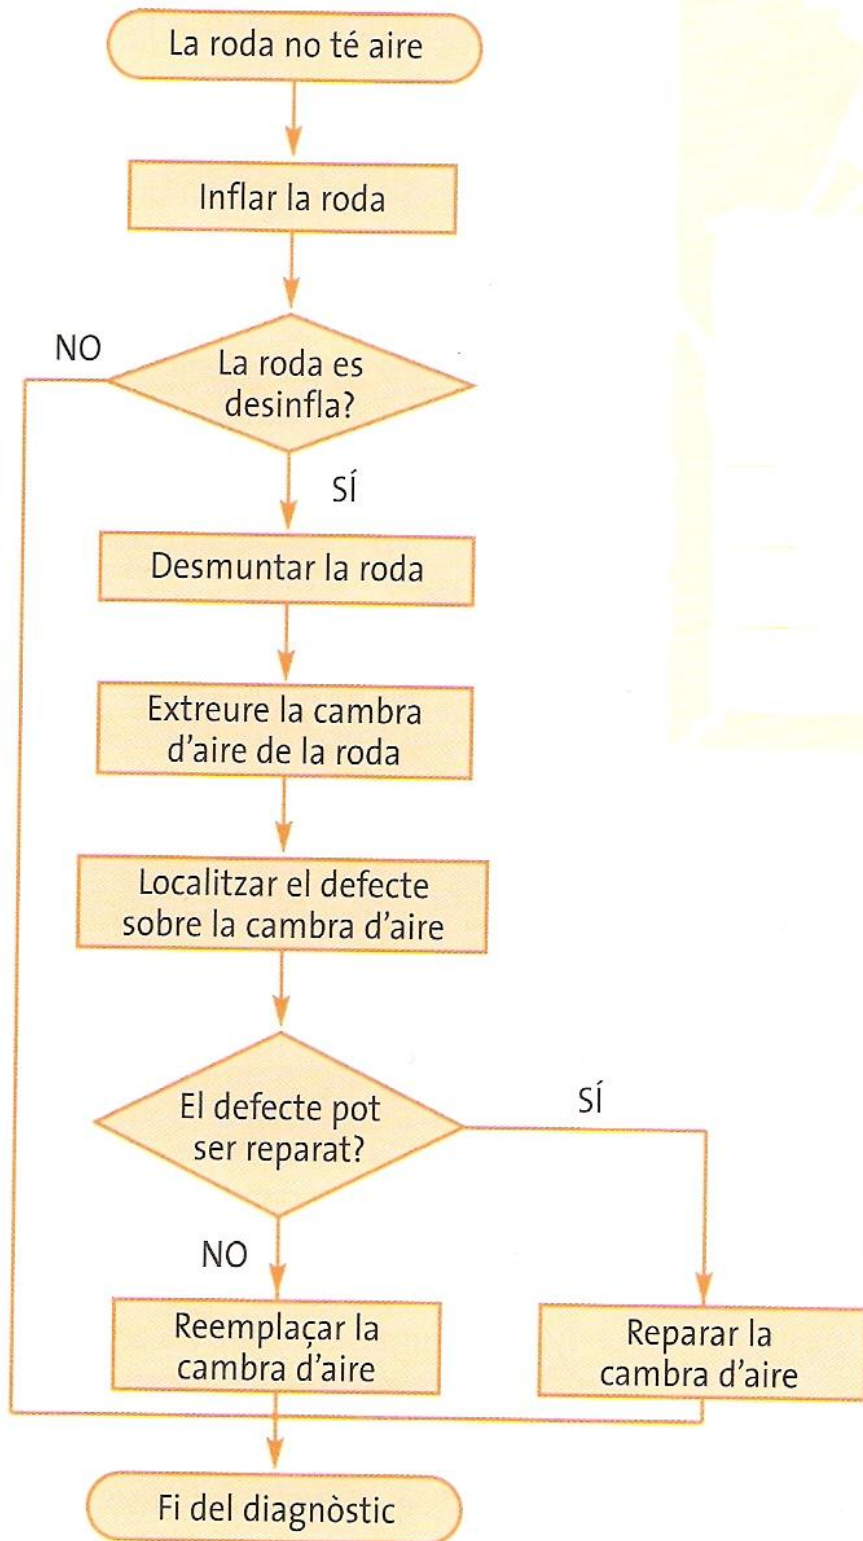 La roda no té aire
Inflar la roda
NO
La roda es
desinfla?
SÍ
Desmuntar la roda
Extreure la cambra
d'aire de la roda
Localitzar el defecte
sobre la cambra d'aire
El defecte pot
ser reparat?
SÍ
NO
Reemplaçar la
cambra d'aire
Reparar la
cambra d'aire
Fi del diagnòstic